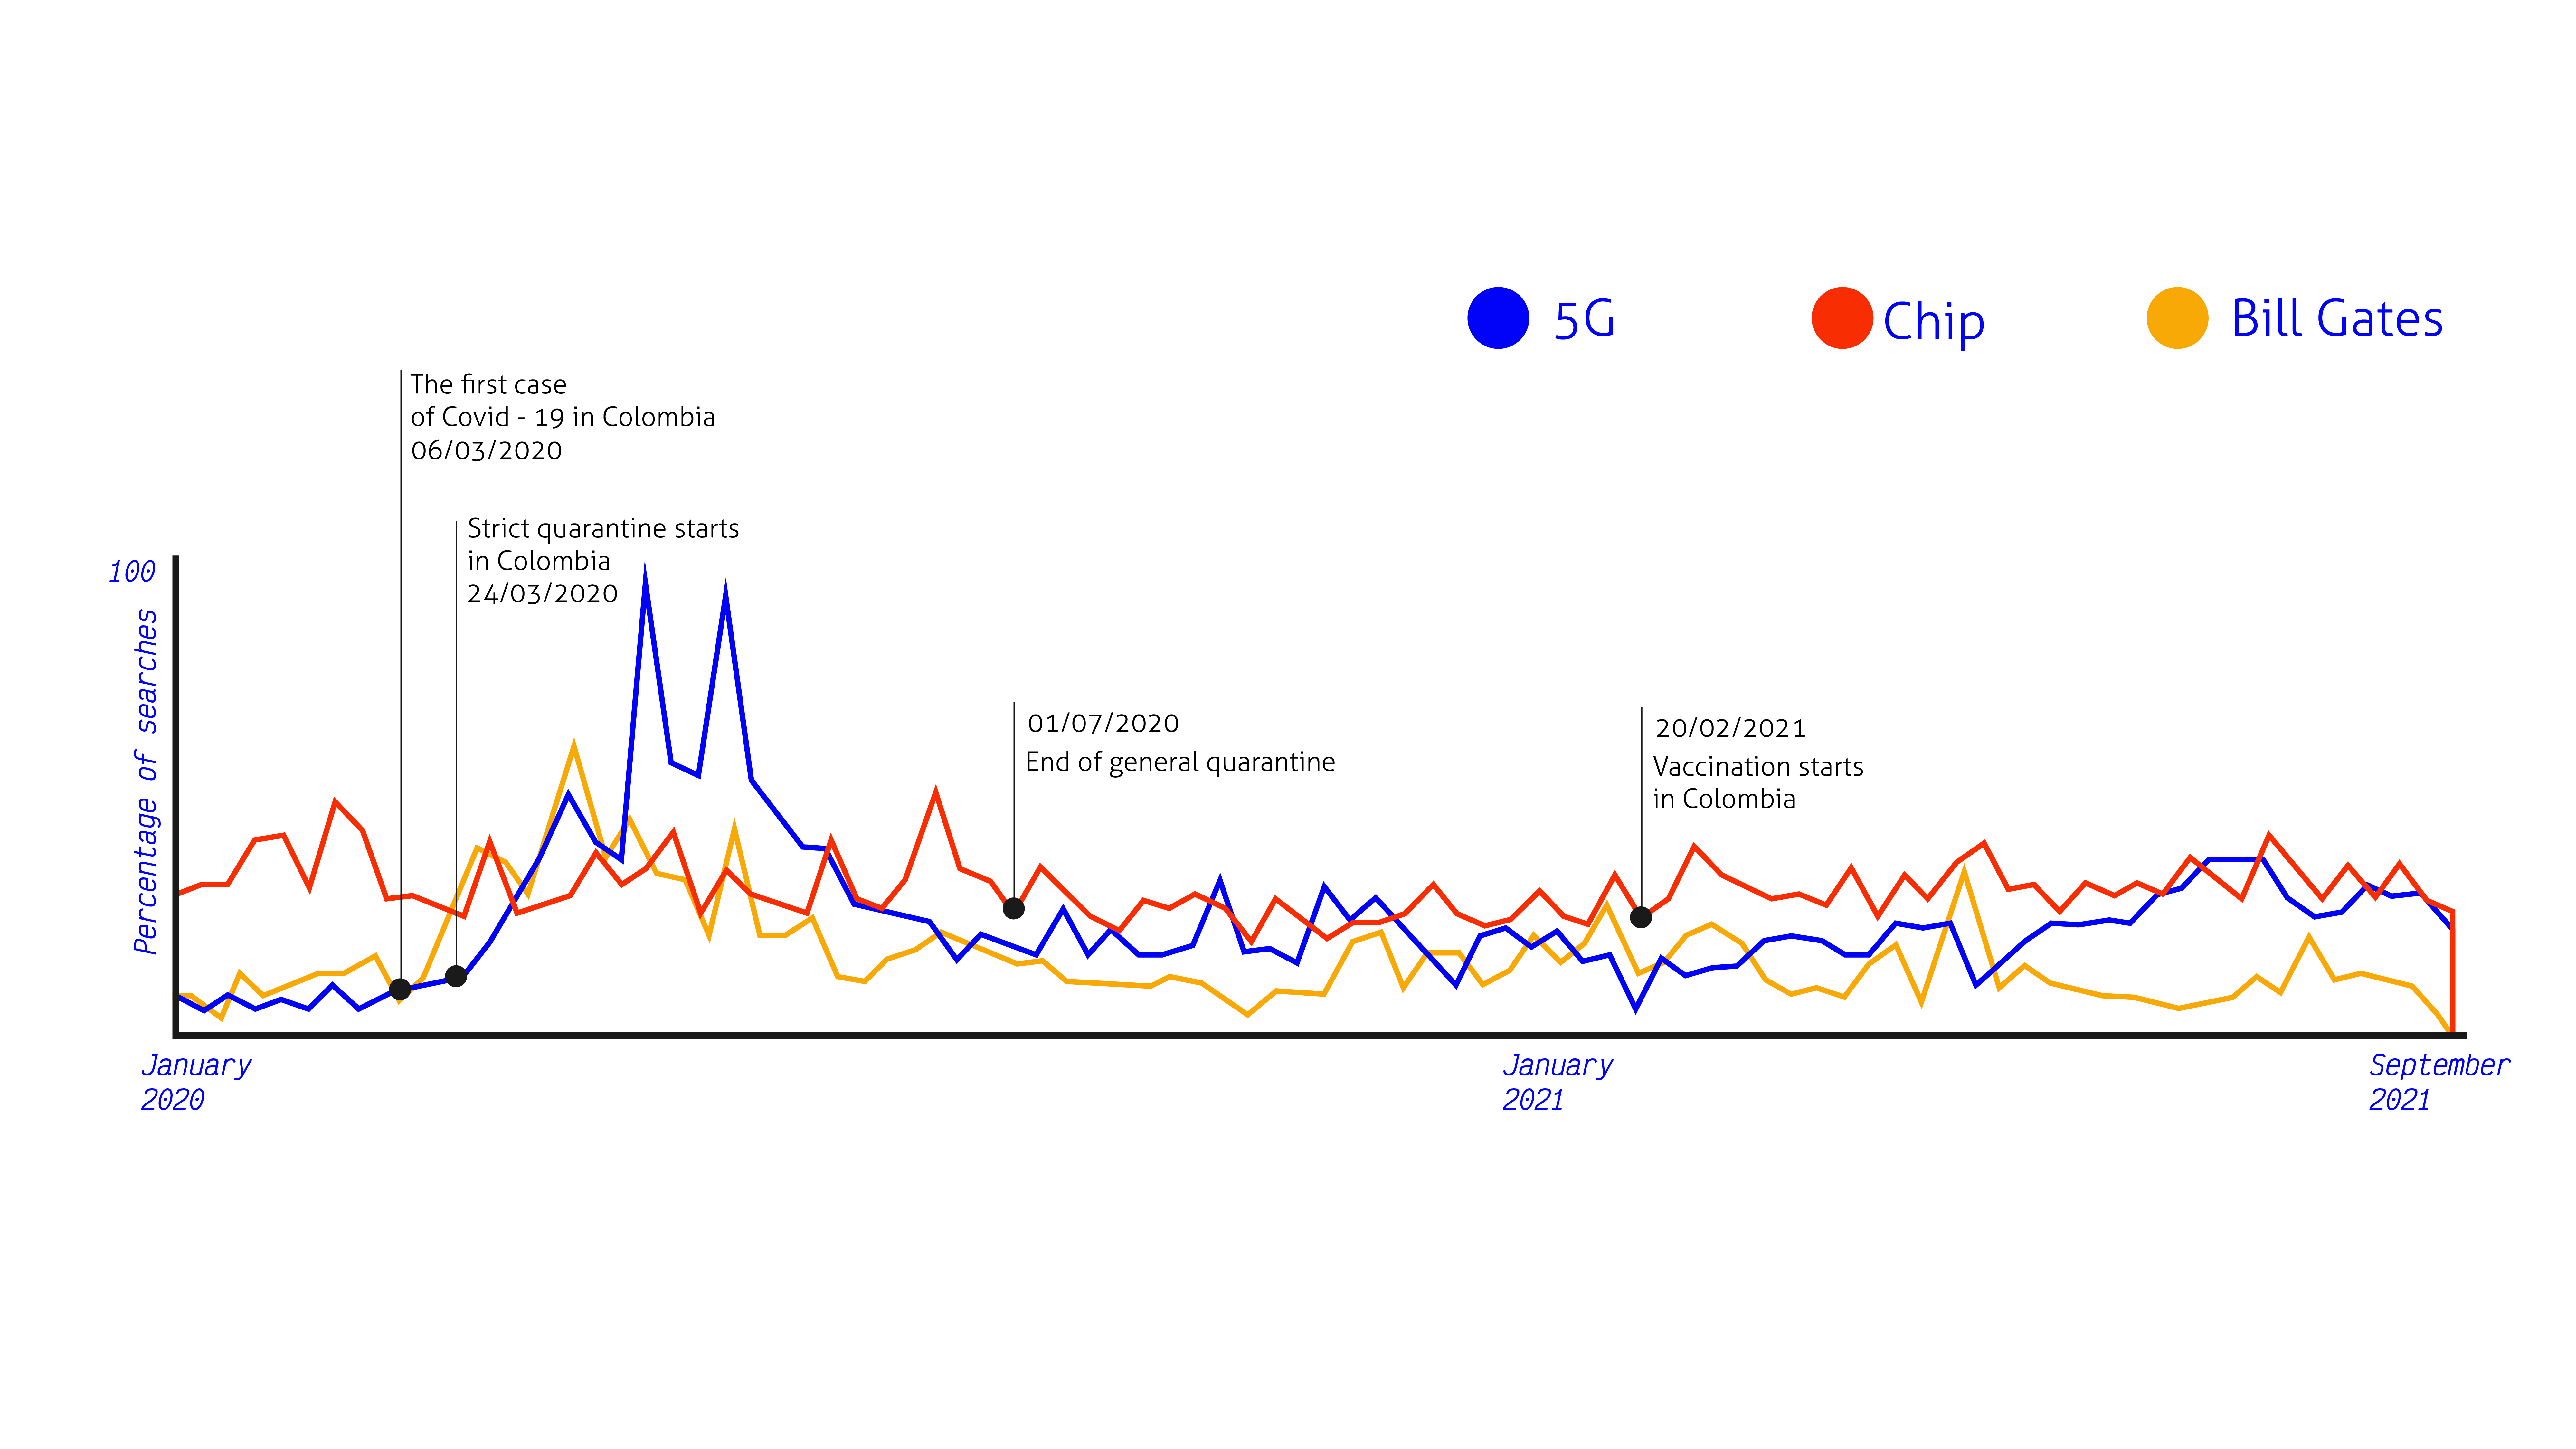 5G
Chip
Bill Gates
The first case
of Covid - 19 in Colombia
06/03/2020
Strict quarantine starts
in Colombia
24/03/2020
100
Percentage of searches
01/07/2020
End of general quarantine
20/02/2021
Vaccination starts
in Colombia
January
2020
January
2021
September
2021